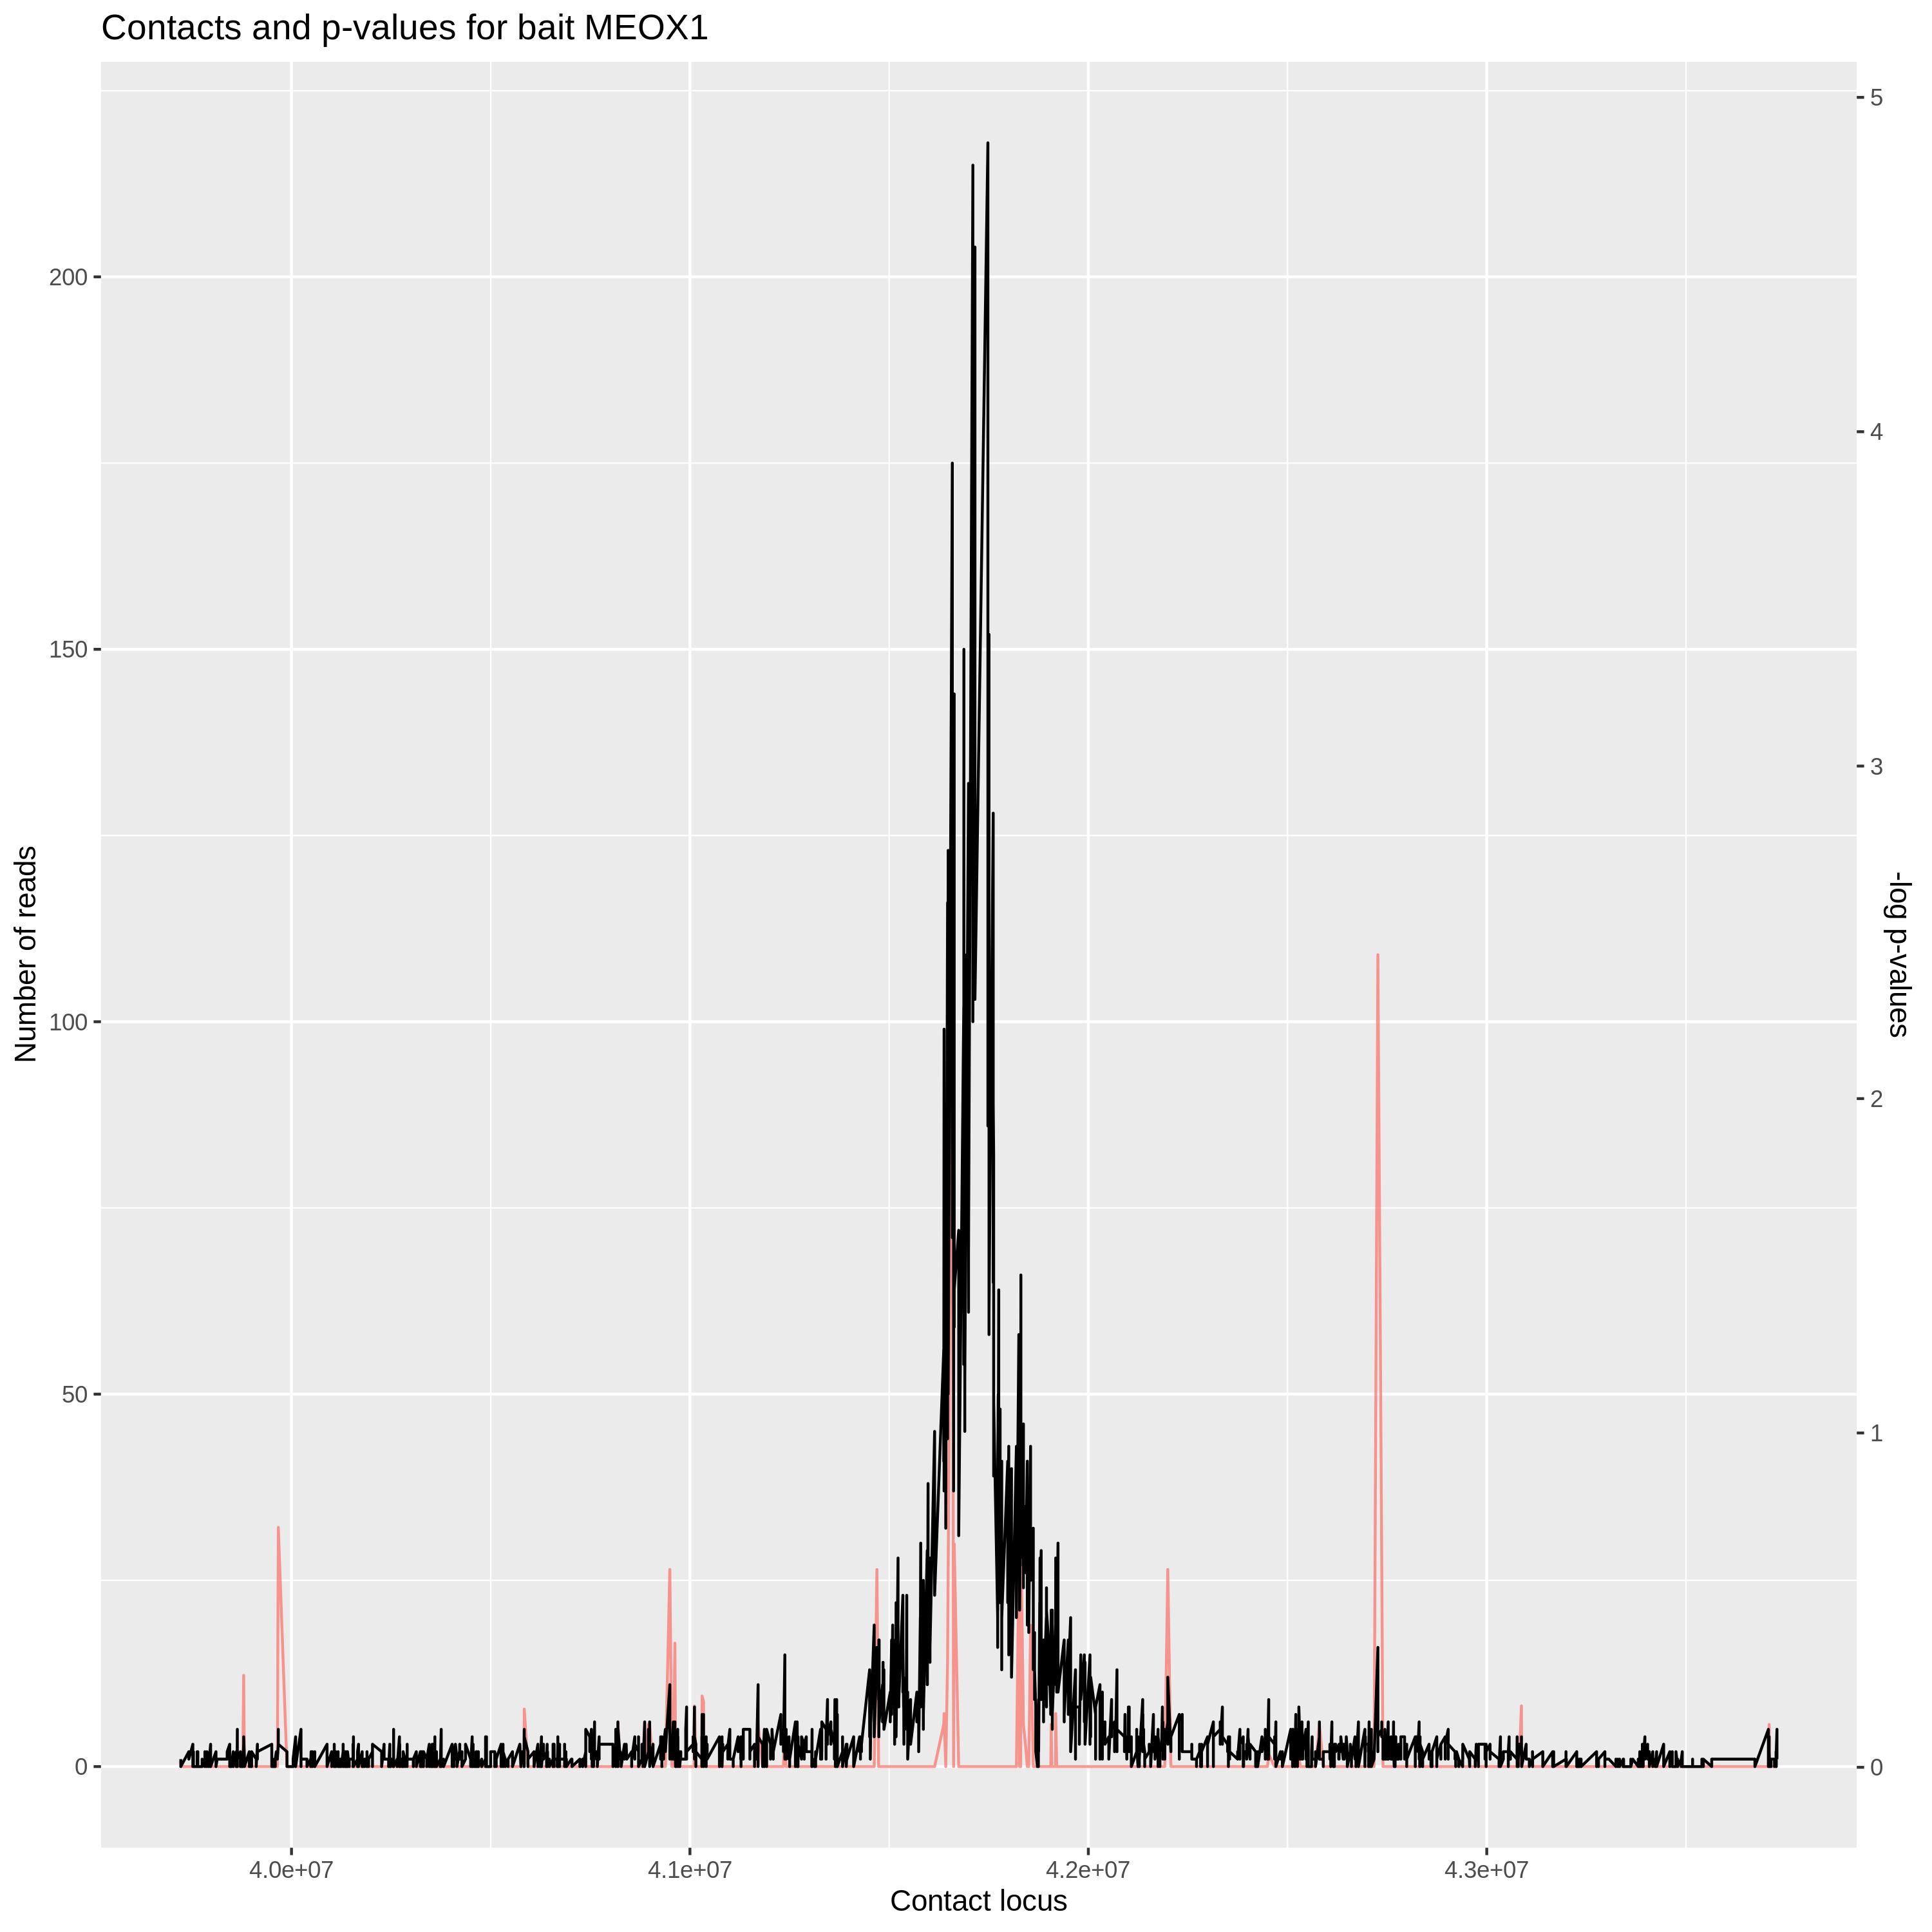 Contacts and p-values for bait MEOX1
Number of reads
200
150
100
50
0
5
4
3
2
1
0
-log p-values
4.0e+07 4.1e+07 4.2e+07 4.3e+07
Contact locus